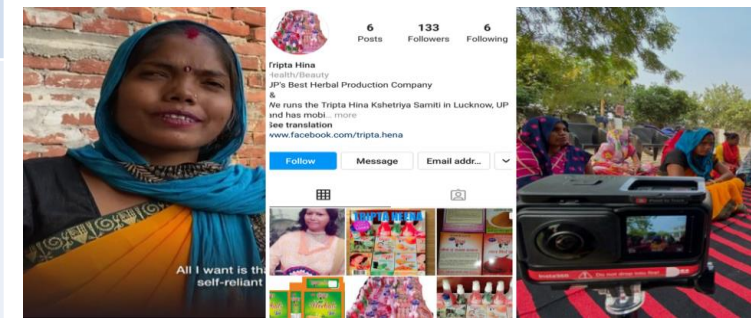 All I want is tha
self-reliant
6 133 6
Posts Followers Following
Tripta Hina
Health/Beauty
UP's Best Herbal Production Company
&
We runs the Tripta Hina Kshetriya Samiti in Lucknow, UP
and has mobi... more
See translation
www.facebook.com/tripta.hena
Follow Message Email addr...
TRIPTA HEENA
Insta360